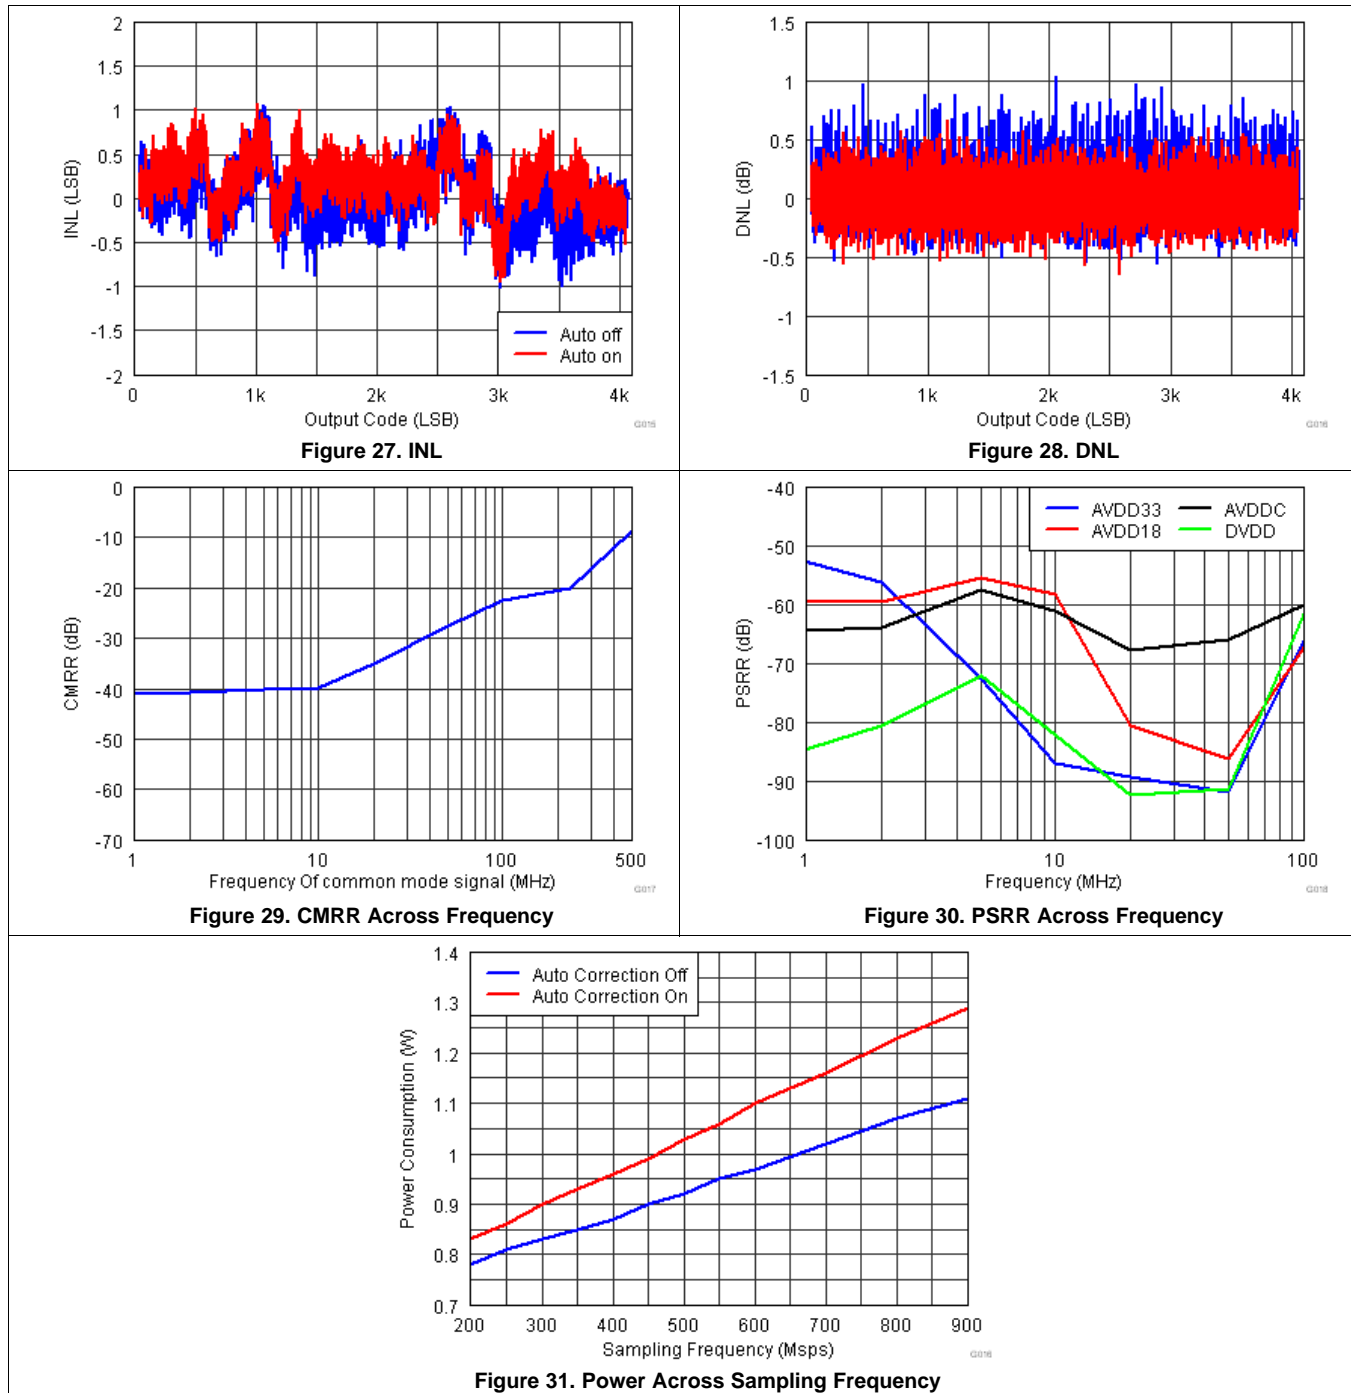 2
1.5
1
0.5
0
-0.5
-1
-1.5
-2
INL (LSB)
Auto off
Auto on
0 1k 2k 3k 4k
Output Code (LSB)
G015
Figure 27. INL
1.5
1
0.5
0
-0.5
-1
-1.5
DNL (dB)
0 1k 2k 3k 4k
Output Code (LSB)
G016
Figure 28. DNL
0
-10
-20
-30
-40
-50
-60
-70
CMRR (dB)
1 10 100 500
Frequency Of common mode signal (MHz)
G017
Figure 29. CMRR Across Frequency
-40
-50
-60
-70
-80
-90
-100
PSRR (dB)
AVDD33 AVDDC
AVDD18 DVDD
1 10 100
Frequency (MHz)
G018
Figure 30. PSRR Across Frequency
1.4
1.3
1.2
1.1
1
0.9
0.8
0.7
Power Consumption (W)
Auto Correction Off
Auto Correction On
200 300 400 500 600 700 800 900
Sampling Frequency (Msps)
G016
Figure 31. Power Across Sampling Frequency